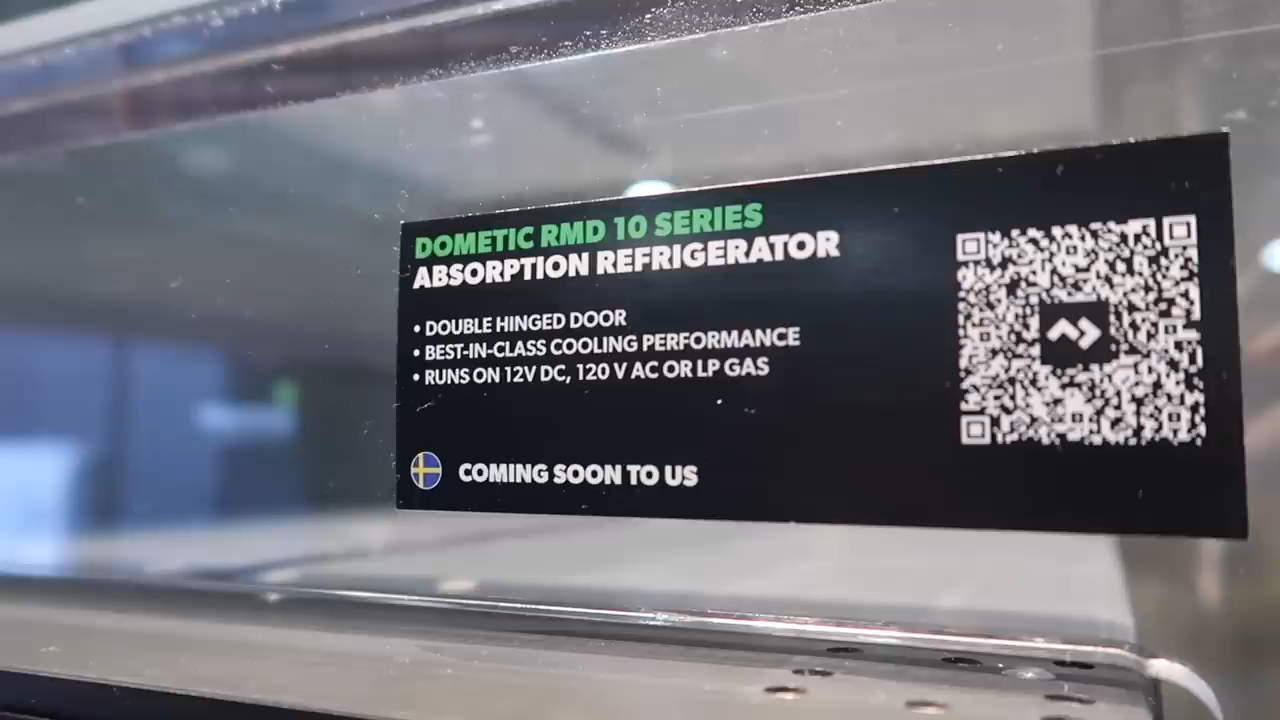 DOMETIC RMD 10 SERIES
ABSORPTION REFRIGERATOR
• DOUBLE HINGED DOOR
• BEST-IN-CLASS COOLING PERFORMANCE
• RUNS ON 12V DC, 120 V AC OR LP GAS
COMING SOON TO US